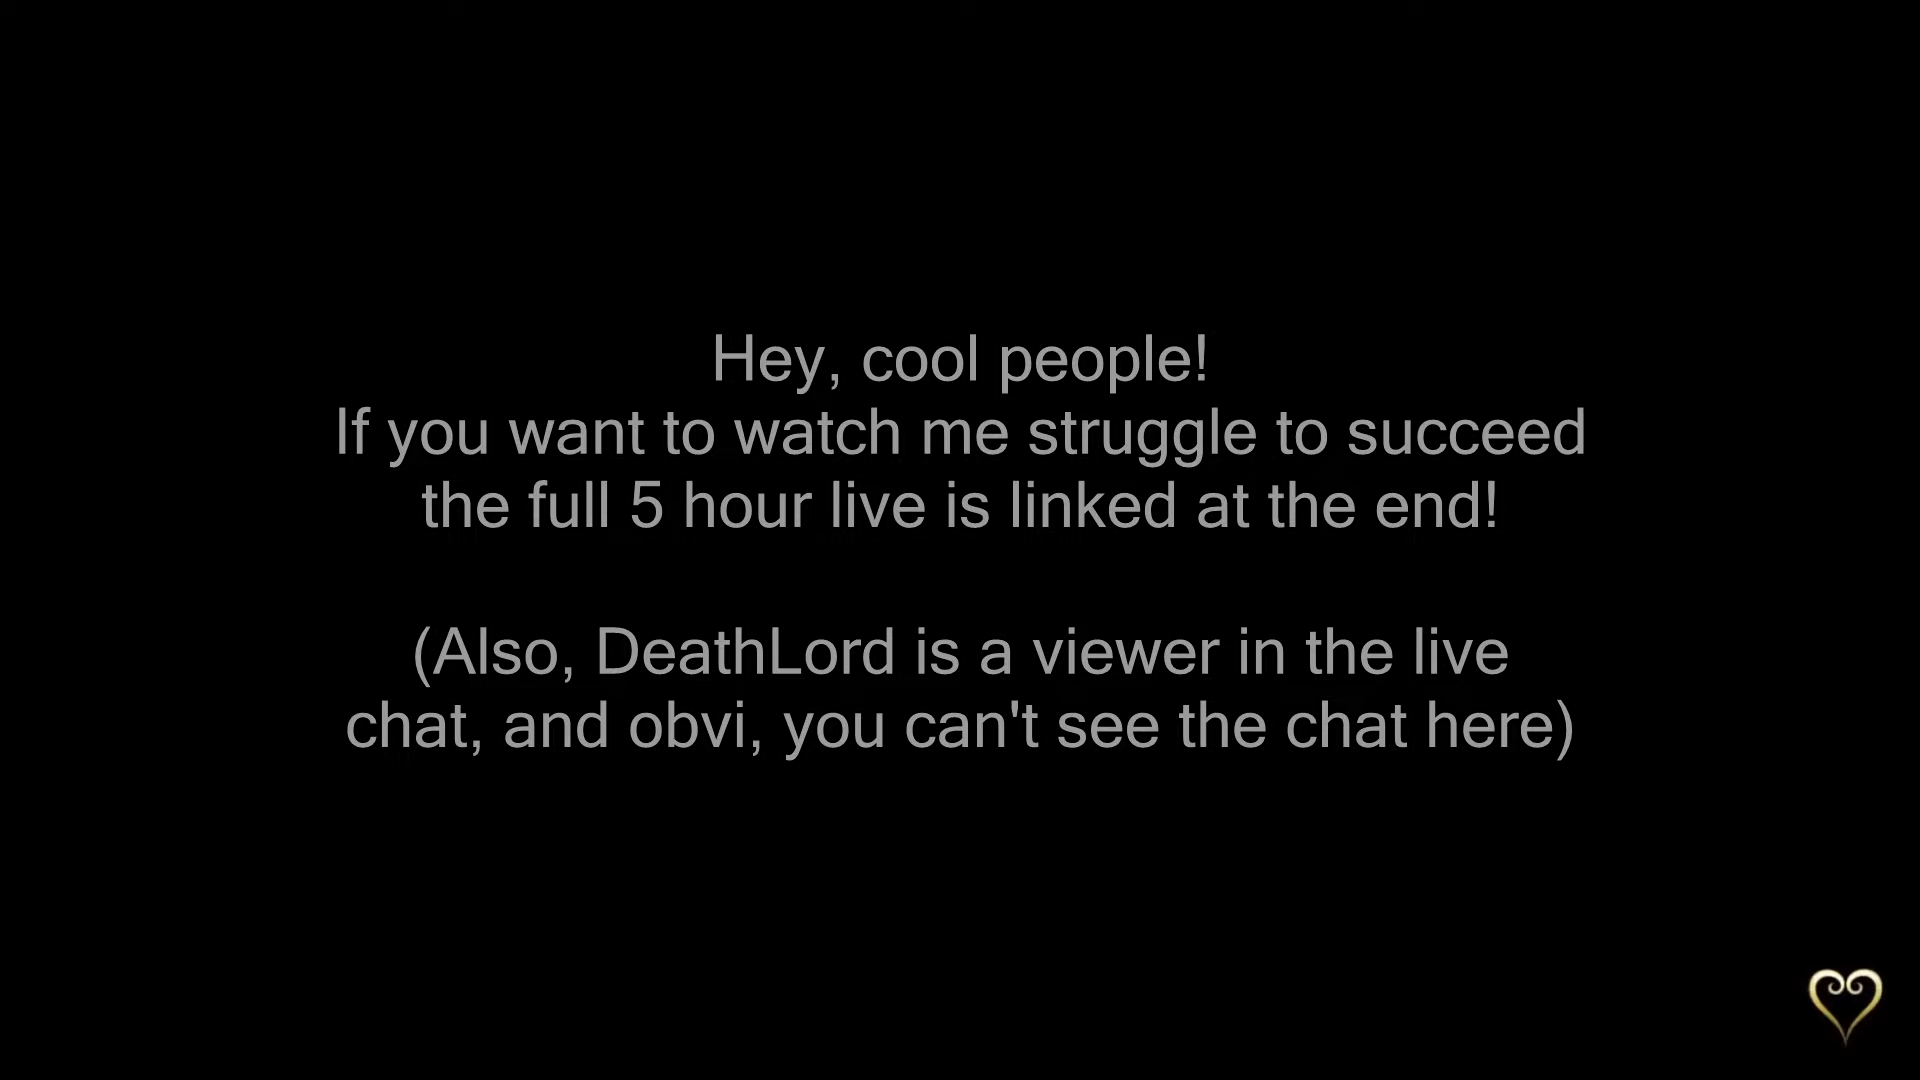 Hey, cool people!
If you want to watch me struggle to succeed
the full 5 hour live is linked at the end!
(Also, DeathLord is a viewer in the live
chat, and obvi, you can't see the chat here)